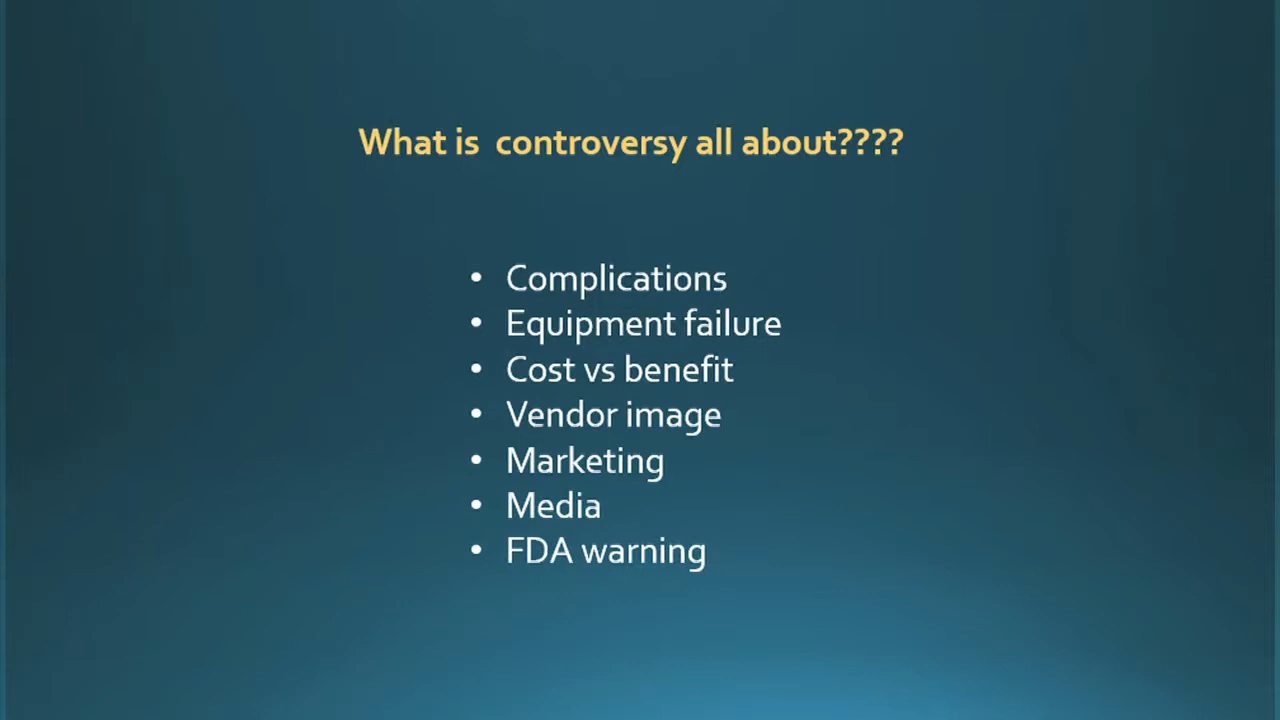 What is  controversy all about????
• Complications
• Equipment failure
• Cost vs benefit
• Vendor image
• Marketing
• Media
• FDA warning